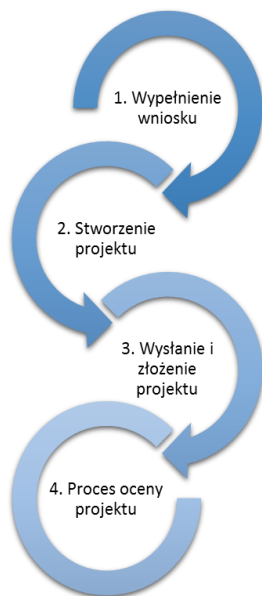 1. Wypełnienie
wniosku
2. Stworzenie
projektu
3. Wysłanie i
złożenie
projektu
4. Proces oceny
projektu